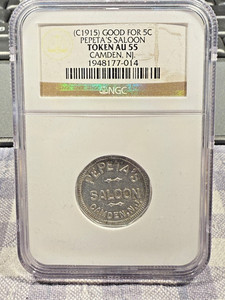 (C1915) GOOD FOR 5C
PEPETA'S SALOON
TOKEN AU 55
CAMDEN, NJ.
1948177-014
NGC
PEPETA'S
SALOON
CAMDEN, N.J.